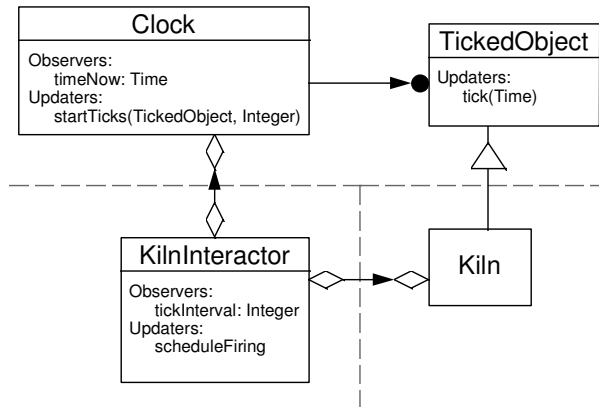 Clock
Observers:
timeNow: Time
Updaters:
startTicks(TickedObject, Integer)
TickedObject
Updaters:
tick(Time)
KilnInteractor
Observers:
tickInterval: Integer
Updaters:
scheduleFiring
Kiln